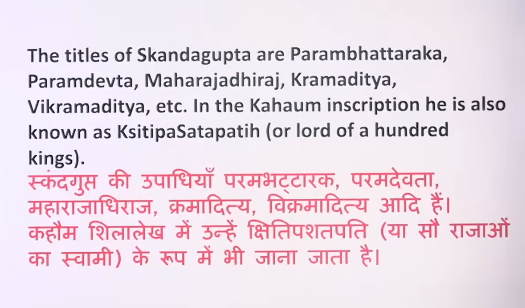 The titles of Skandagupta are Parambhattaraka,
Paramdevta, Maharajadhiraj, Kramaditya,
Vikramaditya, etc. In the Kahaum inscription he is also
known as KsitipaSatapatih (or lord of a hundred
kings).
स्कंदगुप्त की उपाधियाँ परमभट्टारक, परमदेवता,
महाराजाधिराज, क्रमादित्य, विक्रमादित्य आदि हैं।
कहौम शिलालेख में उन्हें क्षितिपशतपति (या सौ राजाओं
का स्वामी) के रूप में भी जाना जाता है।